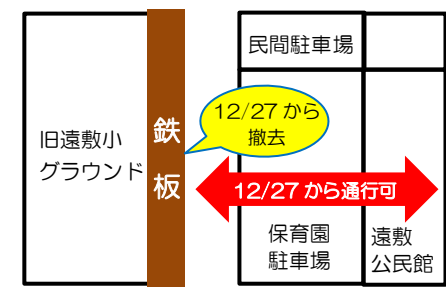 民間駐車場
12/27 から
撤去
旧遠敷小
グラウンド
鉄
板
12/27 から通行可
保育園
駐車場
遠敷
公民館